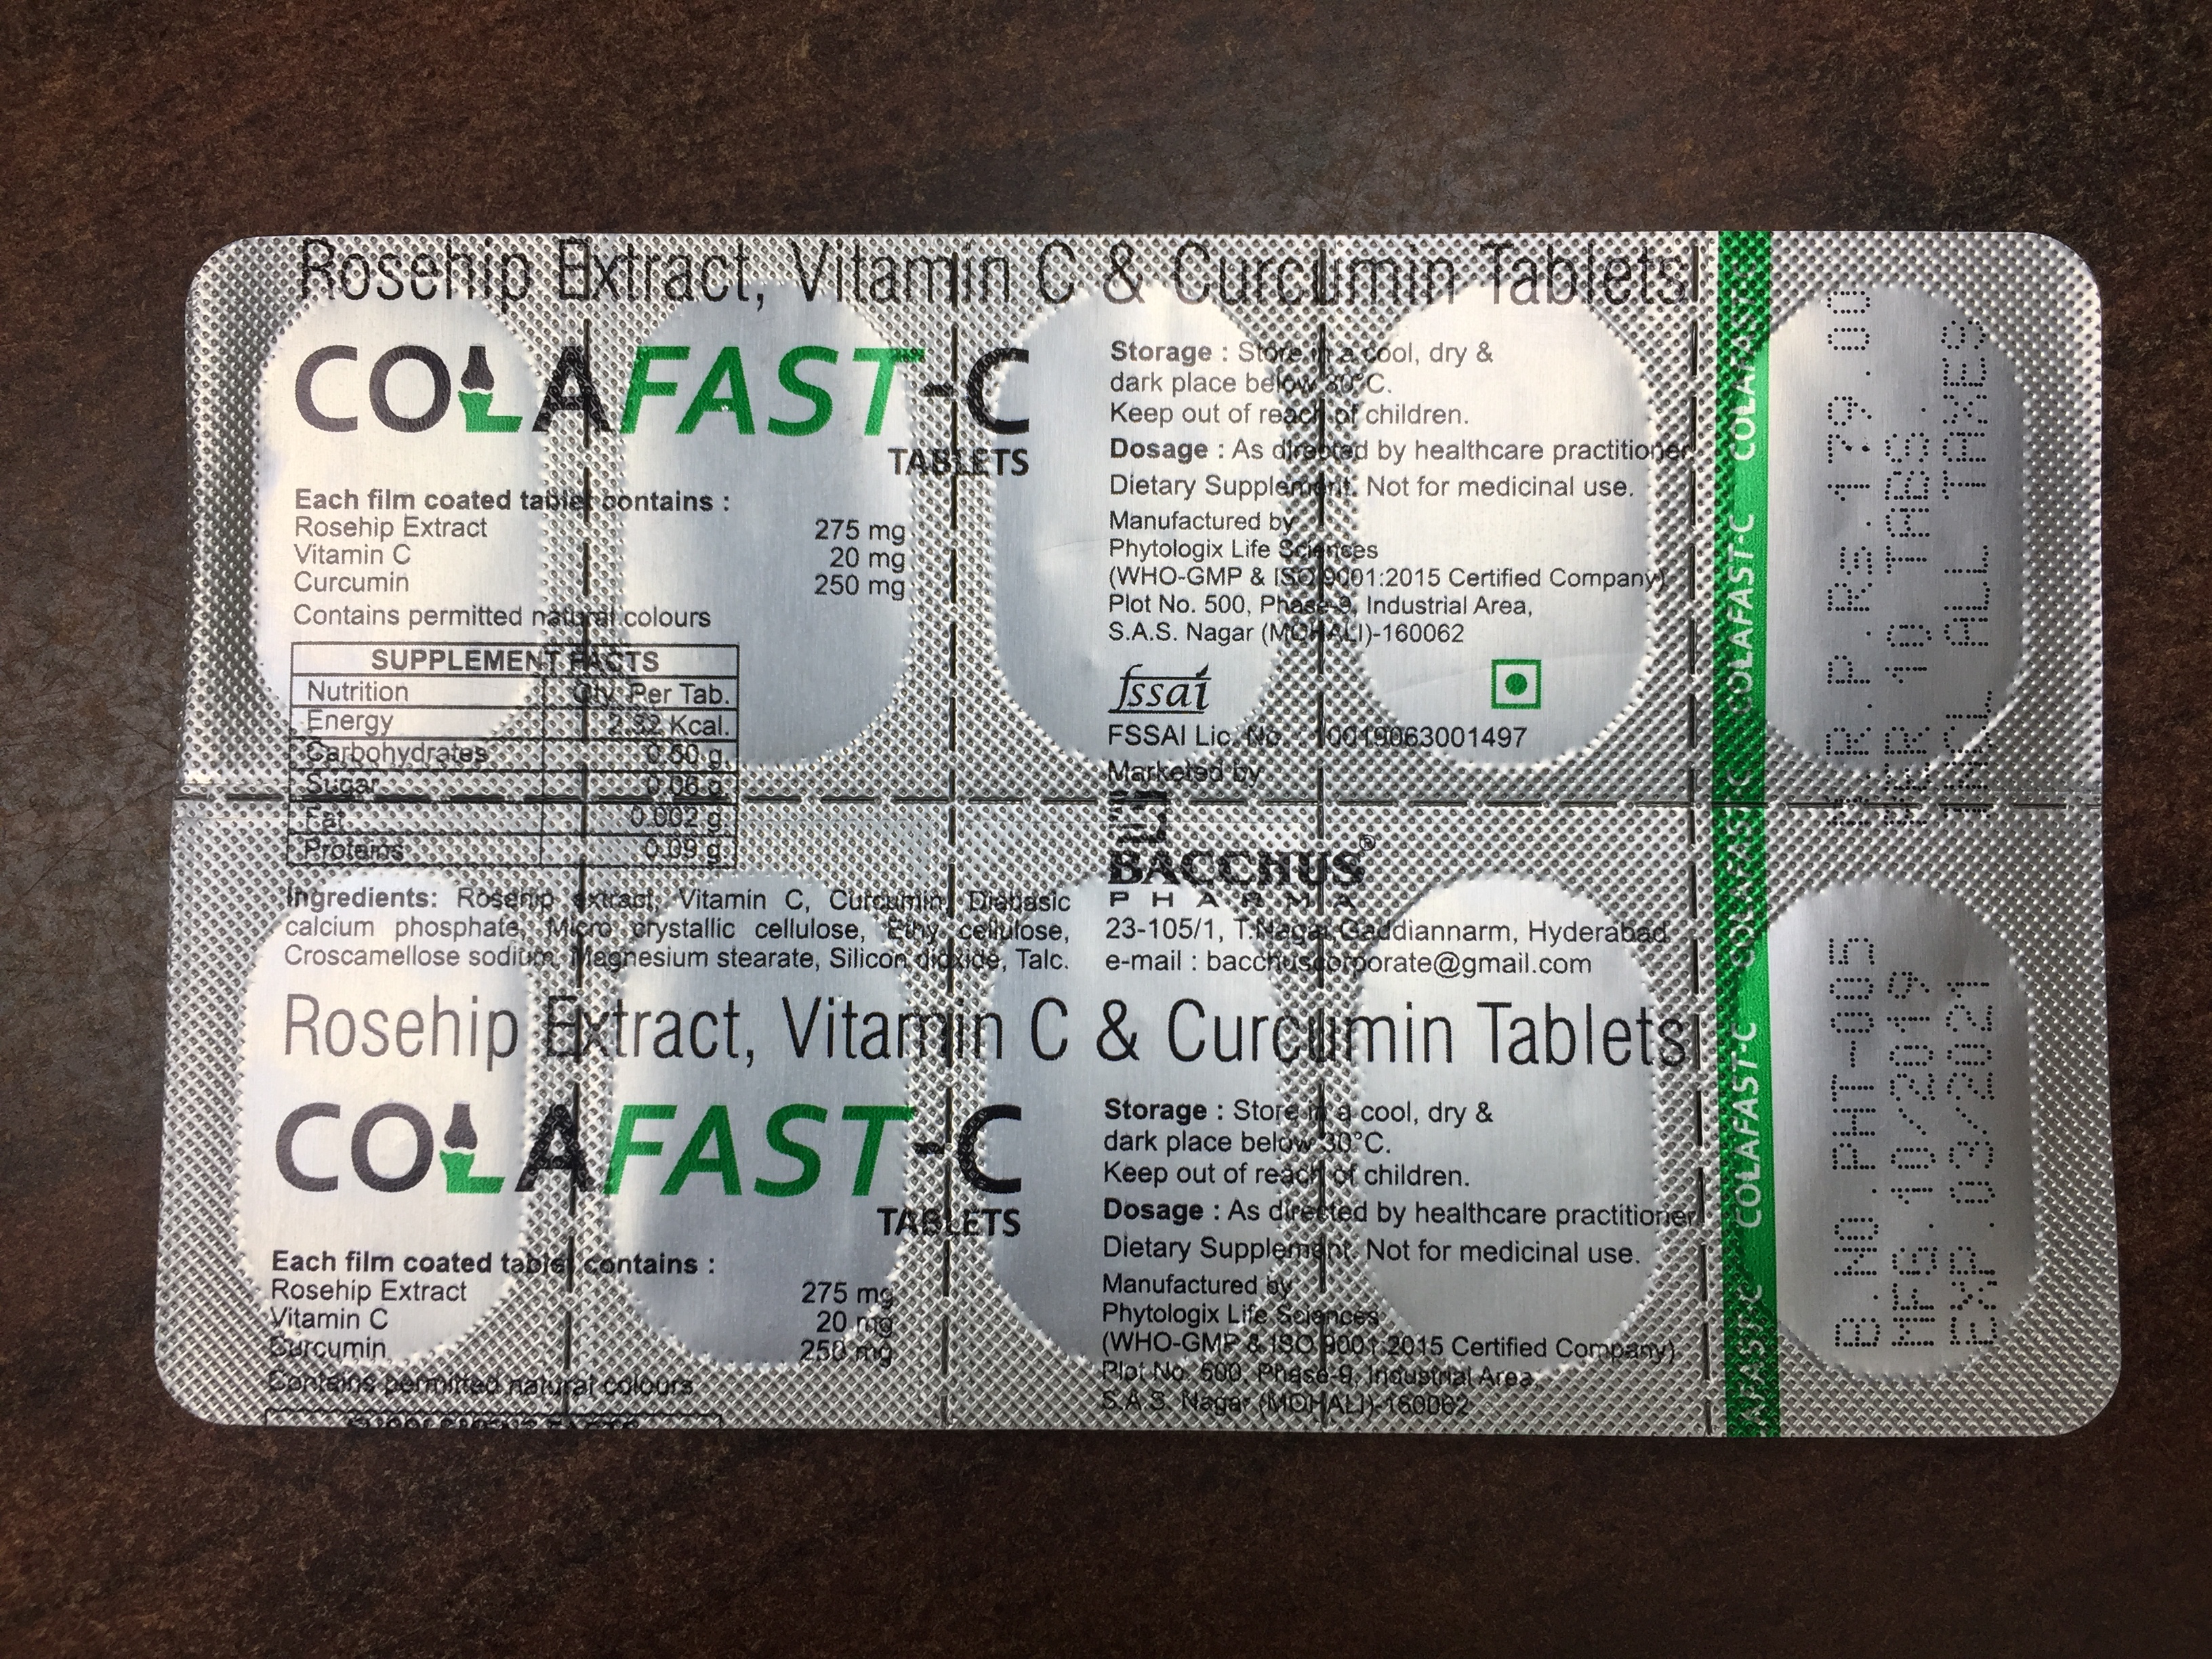 Rosehip Extract, Vitamin C & Curcumin Tablets
COLAFAST-C
TABLETS
Each film coated tablet contains :
Rosehip Extract 275 mg
Vitamin C 20 mg
Curcumin 250 mg
Contains permitted natural colours
SUPPLEMENT FACTS
Nutrition Qty. Per Tab.
Energy 2.92 Kcal.
Carbohydrates 0.60 g
Sugar 0.06 g
Fat 0.002 g
Proteins 0.09 g
Ingredients: Rosehip extract, Vitamin C, Curcumin, Diabasic
calcium phosphate, Micro crystallic cellulose, Ethy cellulose,
Croscamellose sodium, Megnesium stearate, Silicon dioxide, Talc.
Storage : Store in a cool, dry &
dark place below 30°C.
Keep out of reach of children.
Dosage : As directed by healthcare practitioner
Dietary Supplement. Not for medicinal use.
Manufactured by
Phytologix Life Sciences
(WHO-GMP & ISO 9001:2015 Certified Company)
Plot No. 500, Phase-9, Industrial Area,
S.A.S. Nagar (MOHALI)-160062
fssai
FSSAI Lic. No. : 10019063001497
Marketed by
BACCHUS®
PHARMA
23-105/1, T.Nagar, Gaddiannarm, Hyderabad
e-mail : bacchuscorporate@gmail.com
Rosehip Extract, Vitamin C & Curcumin Tablets
COLAFAST-C
TABLETS
Each film coated tablet contains :
Rosehip Extract 275 mg
Vitamin C 20 mg
Curcumin 250 mg
Contains permitted natural colours
Storage : Store in a cool, dry &
dark place below 30°C.
Keep out of reach of children.
Dosage : As directed by healthcare practitioner
Dietary Supplement. Not for medicinal use.
Manufactured by
Phytologix Life Sciences
(WHO-GMP & ISO 9001:2015 Certified Company)
Plot No. 500, Phase-9, Industrial Area
S.A.S. Nagar (MOHALI)-160062
COLAFAST-C
COLAFAST-C
COLAFAST-C
COLAFAST-C
AFAST-C
M.R.P.Rs.179.00
PER 10 TABS.
INCL ALL TAXES
B.NO.PHT-005
MFG.10/2019
EXP.03/2021